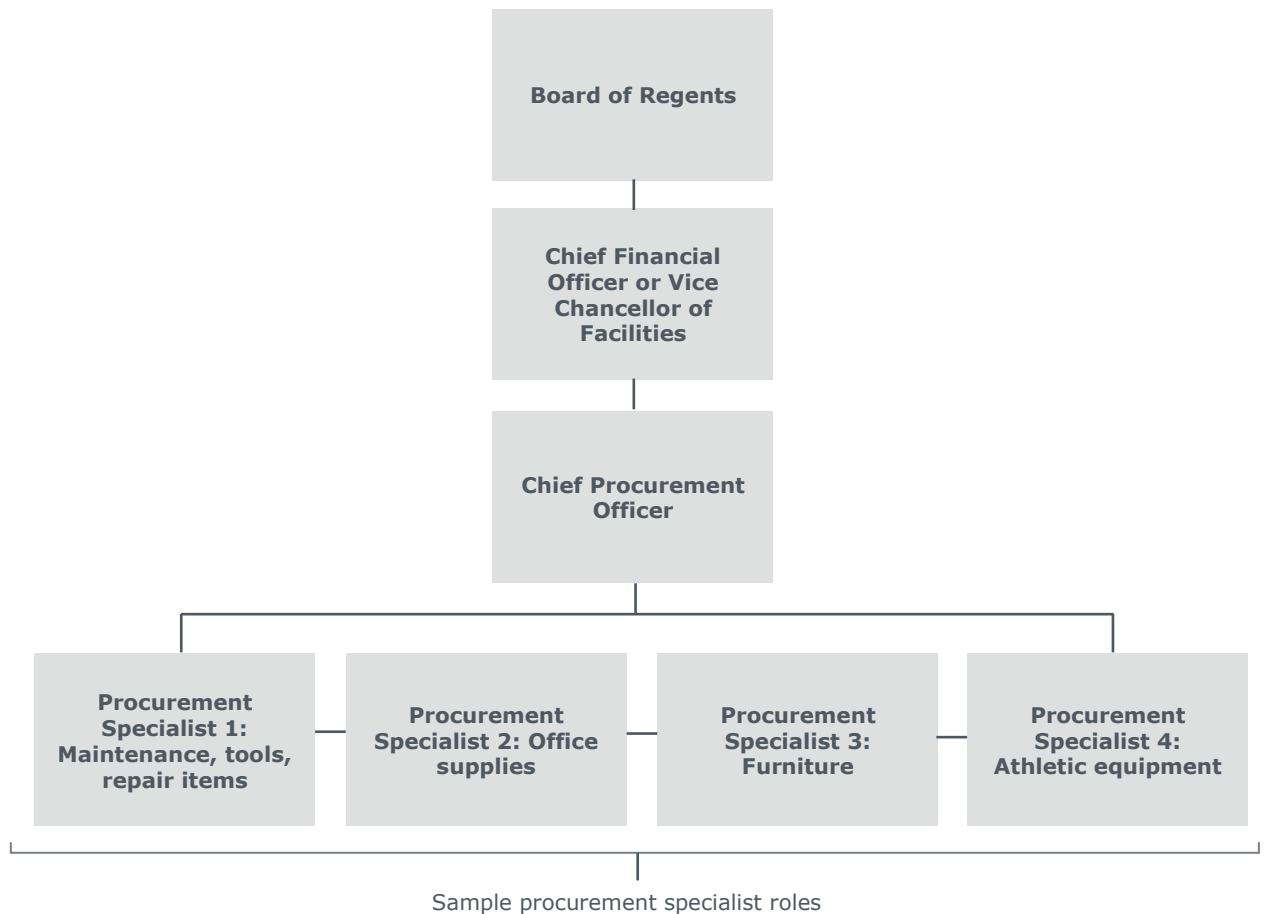 Board of Regents
Chief Financial
Officer or Vice
Chancellor of
Facilities
Chief Procurement
Officer
Procurement
Specialist 1:
Maintenance, tools,
repair items
Procurement
Specialist 2: Office
supplies
Procurement
Specialist 3:
Furniture
Procurement
Specialist 4:
Athletic equipment
Sample procurement specialist roles